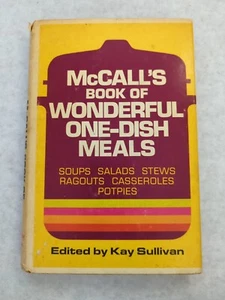 McCALL'S
BOOK OF
WONDERFUL
ONE-DISH
MEALS
SOUPS SALADS STEWS
RAGOUTS CASSEROLES
POTPIES
Edited by Kay Sullivan